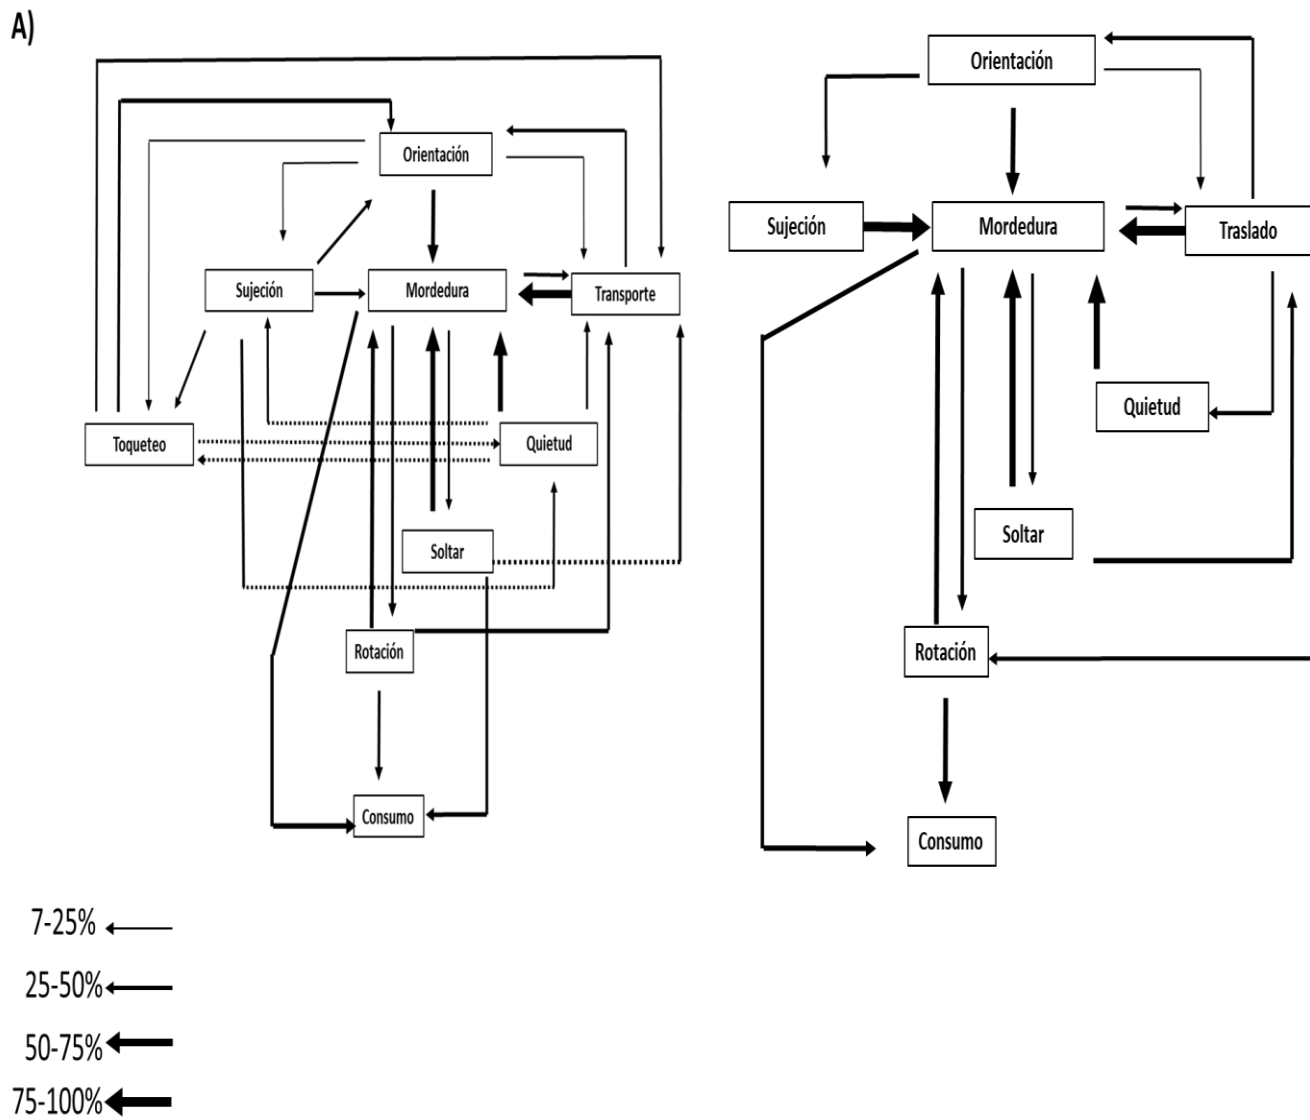 A)
Orientación
Sujeción
Mordedura
Transporte
Toqueteo
Quietud
Soltar
Rotación
Consumo
Orientación
Sujeción
Mordedura
Traslado
Quietud
Soltar
Rotación
Consumo
7-25%
25-50%
50-75%
75-100%